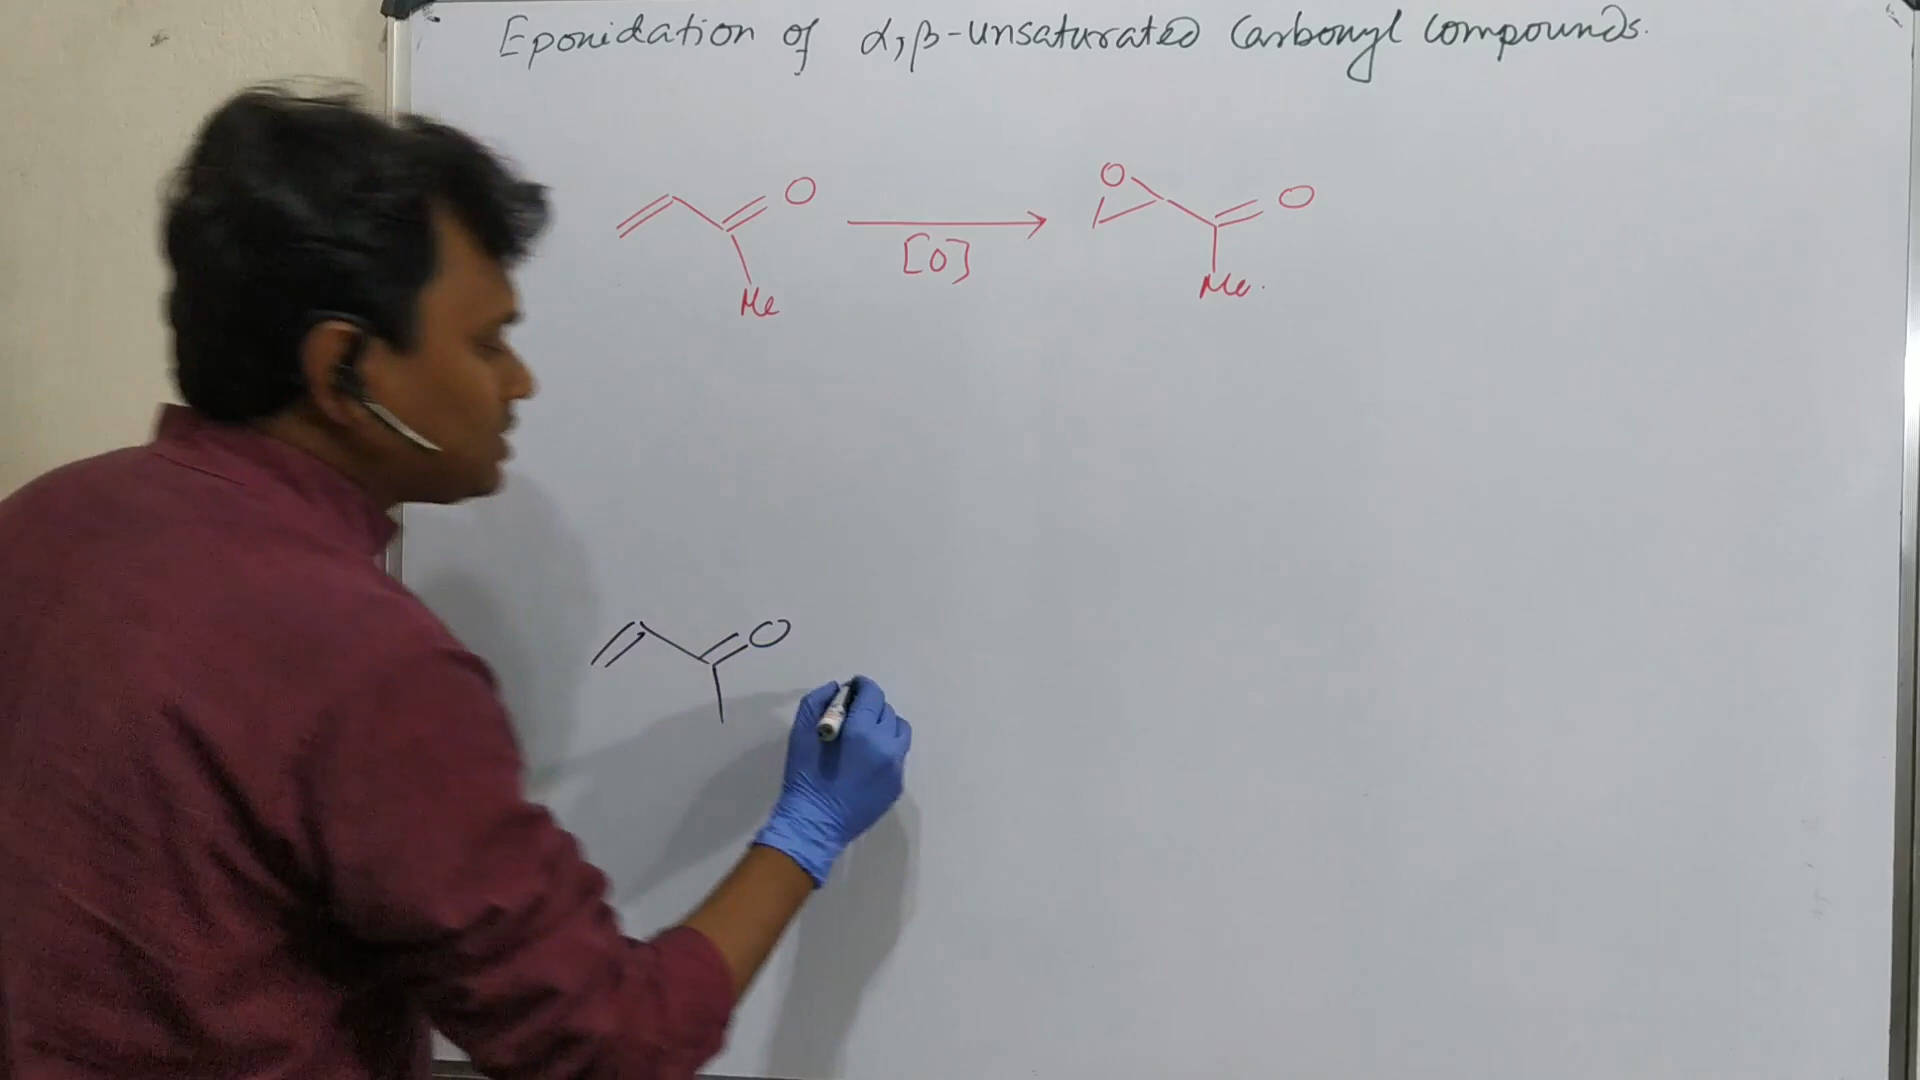 Epoxidation of α,β-unsaturated Carbonyl Compounds.
O O O
[O]
Me Me.
O